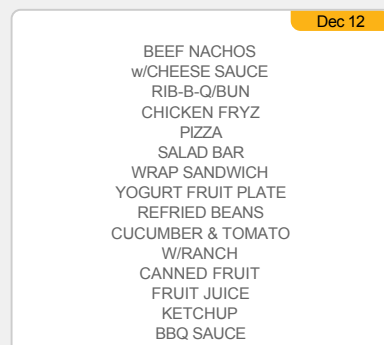 Dec 12
BEEF NACHOS
w/CHEESE SAUCE
RIB-B-Q/BUN
CHICKEN FRYZ
PIZZA
SALAD BAR
WRAP SANDWICH
YOGURT FRUIT PLATE
REFRIED BEANS
CUCUMBER & TOMATO
W/RANCH
CANNED FRUIT
FRUIT JUICE
KETCHUP
BBQ SAUCE